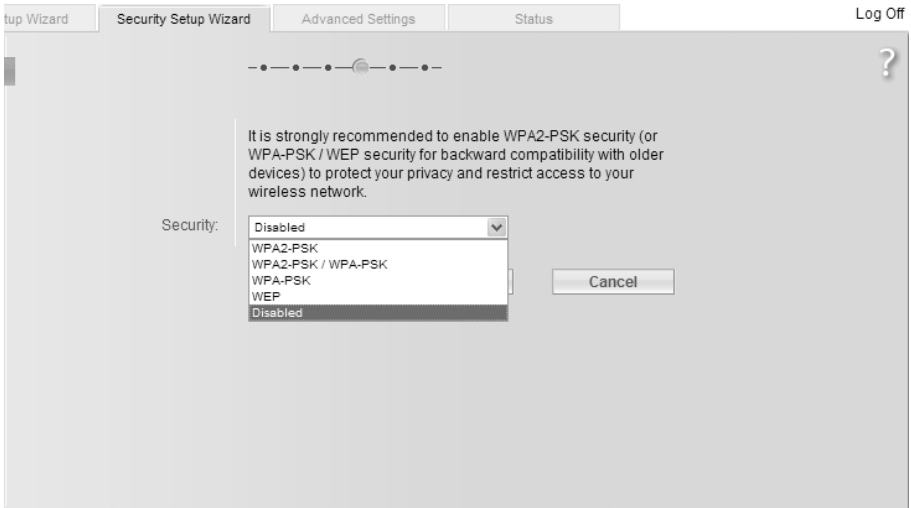 tup Wizard
Security Setup Wizard
Advanced Settings
Status
Log Off
?
It is strongly recommended to enable WPA2-PSK security (or
WPA-PSK / WEP security for backward compatibility with older
devices) to protect your privacy and restrict access to your
wireless network.
Security:
Disabled
WPA2-PSK
WPA2-PSK / WPA-PSK
WPA-PSK
WEP
Disabled
Cancel